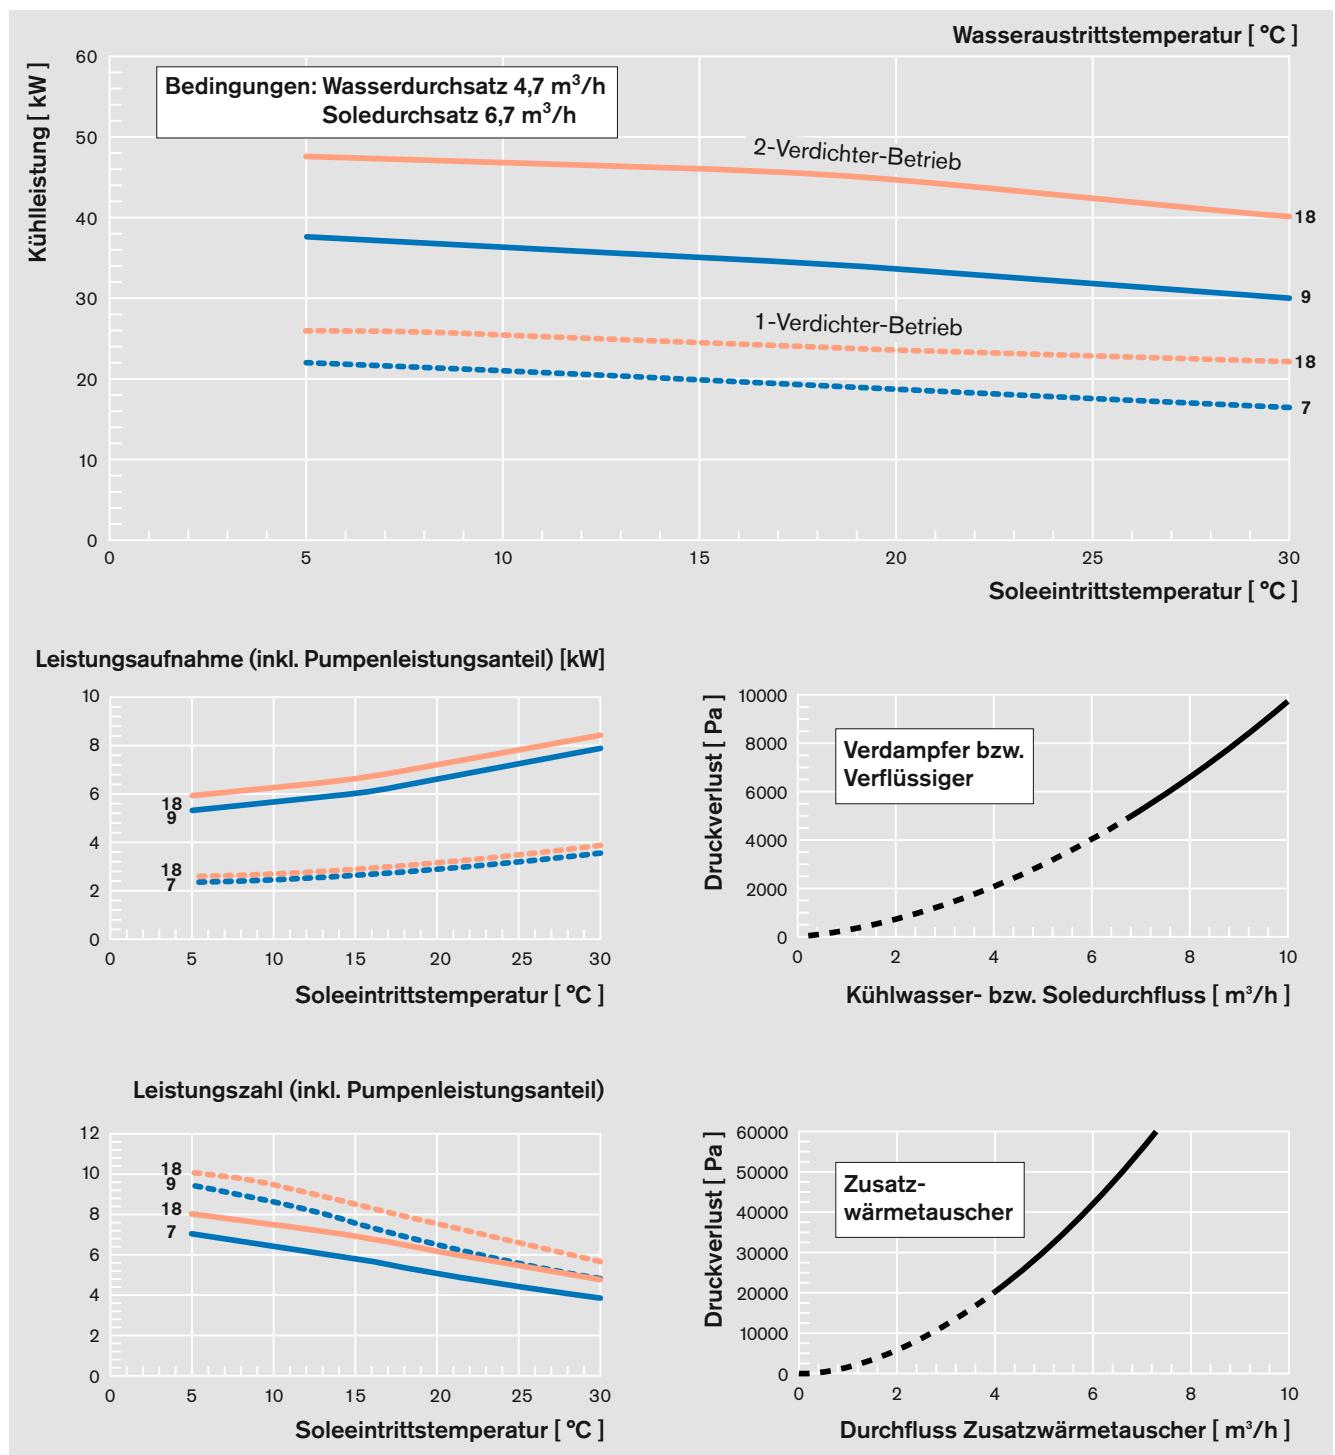 Wasseraustrittstemperatur [ °C ]
Kühlleistung [ kW ]
60
50
40
30
20
10
0
Bedingungen: Wasserdurchsatz 4,7 m³/h
Soledurchsatz 6,7 m³/h
2-Verdichter-Betrieb
18
9
1-Verdichter-Betrieb
18
7
0 5 10 15 20 25 30
Soleeintrittstemperatur [ °C ]
Leistungsaufnahme (inkl. Pumpenleistungsanteil) [kW]
10
8
6
4
2
0
18
9
18
7
0 5 10 15 20 25 30
Soleeintrittstemperatur [ °C ]
Druckverlust [ Pa ]
10000
8000
6000
4000
2000
0
Verdampfer bzw.
Verflüssiger
0 2 4 6 8 10
Kühlwasser- bzw. Soledurchfluss [ m³/h ]
Leistungszahl (inkl. Pumpenleistungsanteil)
12
10
8
6
4
2
0
18
9
18
7
0 5 10 15 20 25 30
Soleeintrittstemperatur [ °C ]
Druckverlust [ Pa ]
60000
50000
40000
30000
20000
10000
0
Zusatz-
wärmetauscher
0 2 4 6 8 10
Durchfluss Zusatzwärmetauscher [ m³/h ]